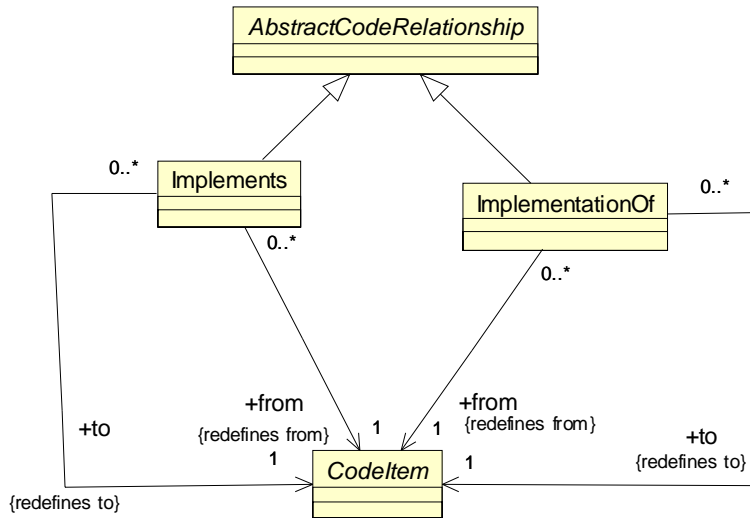 AbstractCodeRelationship
0..*
Implements
0..*
ImplementationOf
0..*
0..*
+from
{redefines from}
1
+from
{redefines from}
1
+to
{redefines to}
1
+to
{redefines to}
1
CodeItem